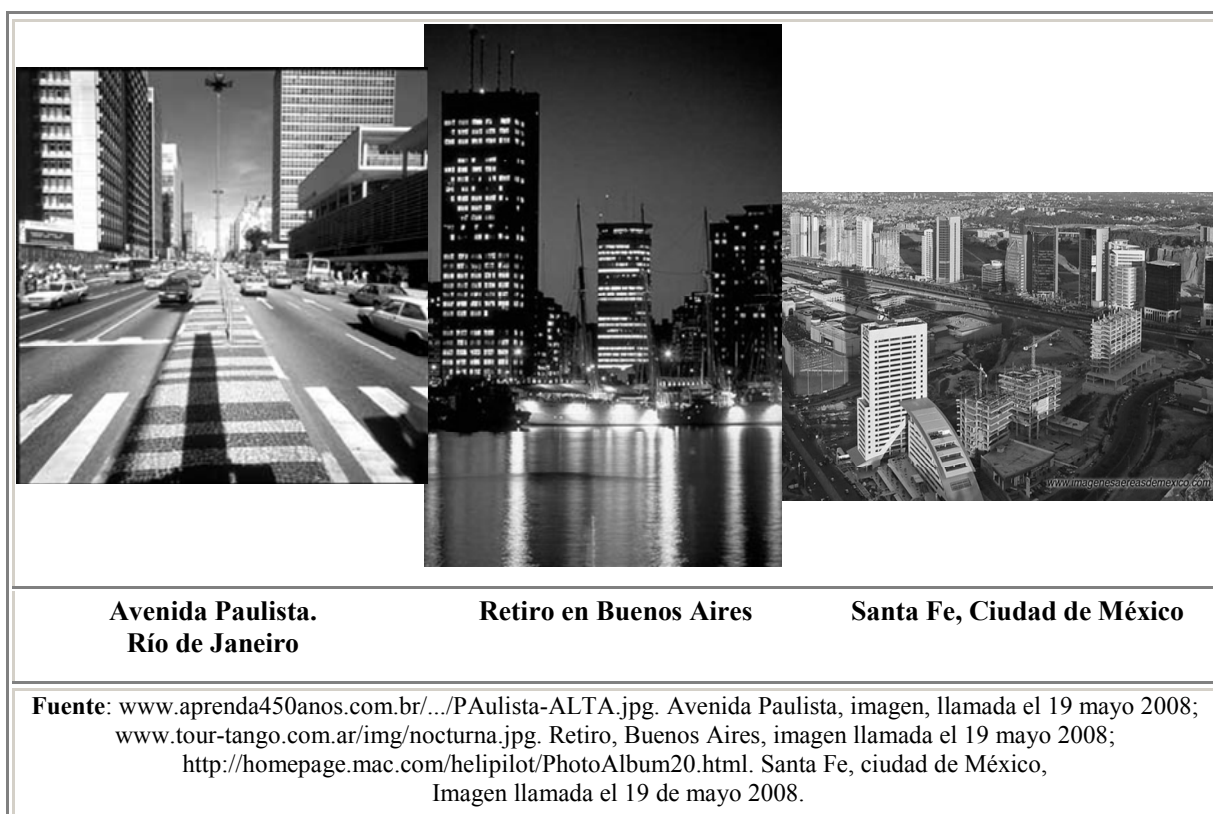 www.imagenesaereasdemexico.com
Avenida Paulista.
Río de Janeiro
Retiro en Buenos Aires
Santa Fe, Ciudad de México
Fuente: www.aprenda450anos.com.br/.../PAulista-ALTA.jpg. Avenida Paulista, imagen, llamada el 19 mayo 2008;
www.tour-tango.com.ar/img/nocturna.jpg. Retiro, Buenos Aires, imagen llamada el 19 mayo 2008;
http://homepage.mac.com/helipilot/PhotoAlbum20.html. Santa Fe, ciudad de México,
Imagen llamada el 19 de mayo 2008.